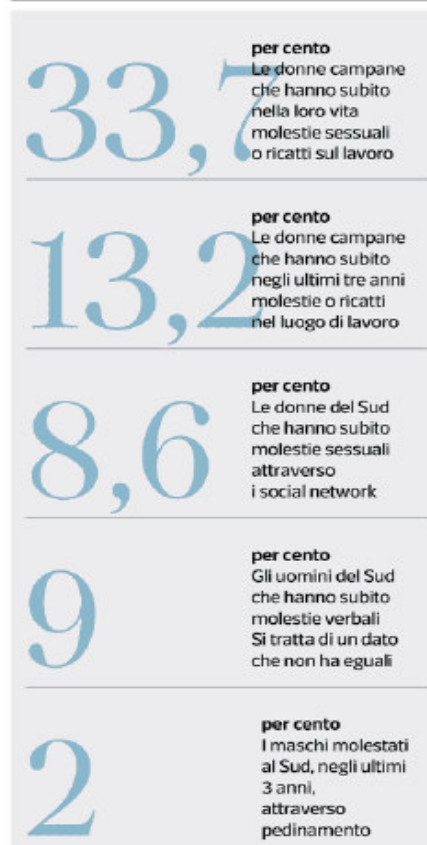 33,7
per cento
Le donne campane
che hanno subito
nella loro vita
molestie sessuali
o ricatti sul lavoro
13,2
per cento
Le donne campane
che hanno subito
negli ultimi tre anni
molestie o ricatti
nel luogo di lavoro
8,6
per cento
Le donne del Sud
che hanno subito
molestie sessuali
attraverso
i social network
9
per cento
Gli uomini del Sud
che hanno subito
molestie verbali
Si tratta di un dato
che non ha eguali
2
per cento
I maschi molestati
al Sud, negli ultimi
3 anni,
attraverso
pedinamento